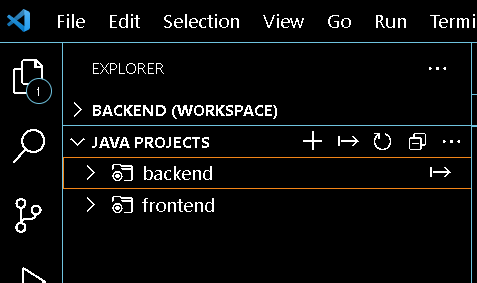 File Edit Selection View Go Run Termi
EXPLORER
1
BACKEND (WORKSPACE)
JAVA PROJECTS
backend
frontend